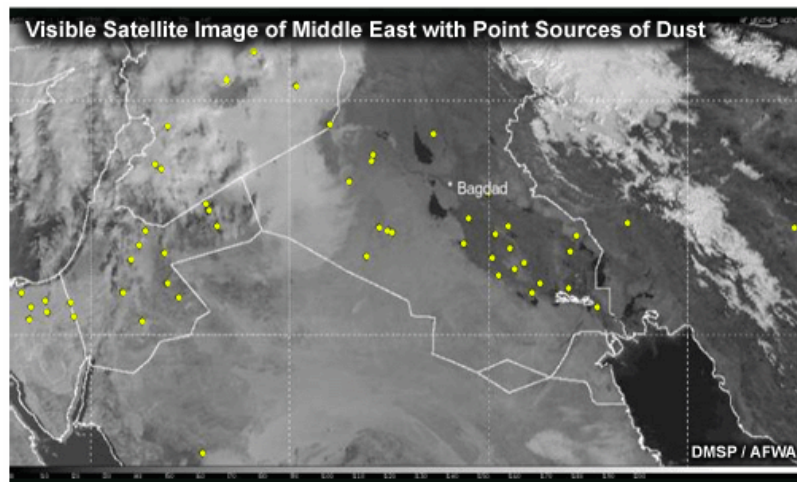 Visible Satellite Image of Middle East with Point Sources of Dust
Bagdad
DMSP / AFWA